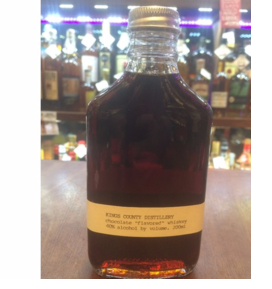 KINGS COUNTY DISTILLERY
chocolate "flavored" whiskey
40% alcohol by volume, 200ml